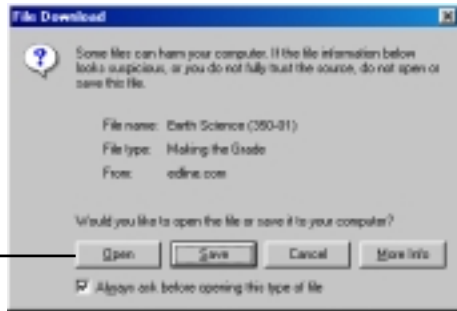 File Download
Some files can harm your computer. If the file information below
looks suspicious, or you do not fully trust the source, do not open or
save this file.
File name: Earth Science (390-01)
File type: Making the Grade
From: edline.com
Would you like to open the file or save it to your computer?
Open Save Cancel More Info
Always ask before opening this type of file